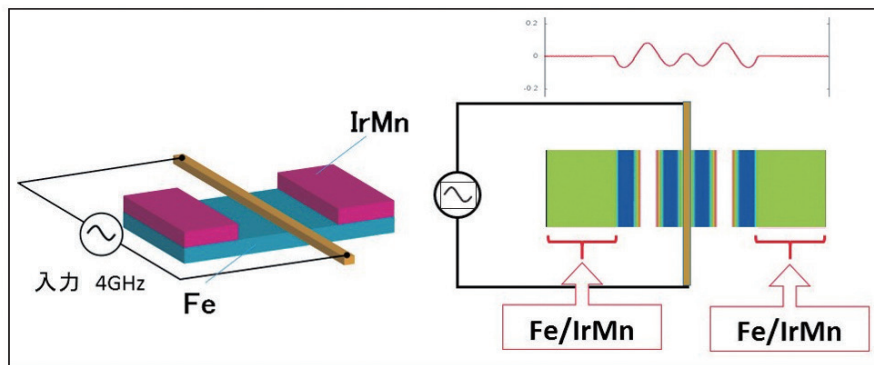 0.2
0
-0.2
IrMn
入力 4GHz
Fe
Fe/IrMn
Fe/IrMn